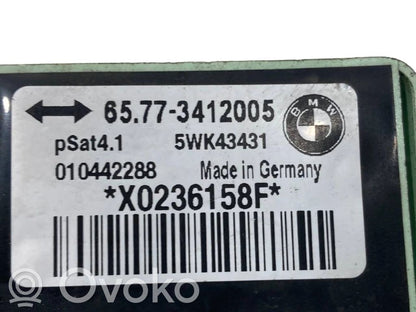 65.77-3412005
BMW
pSat4.1 5WK43431
010442288 Made in Germany
*X0236158F*
Ovoko